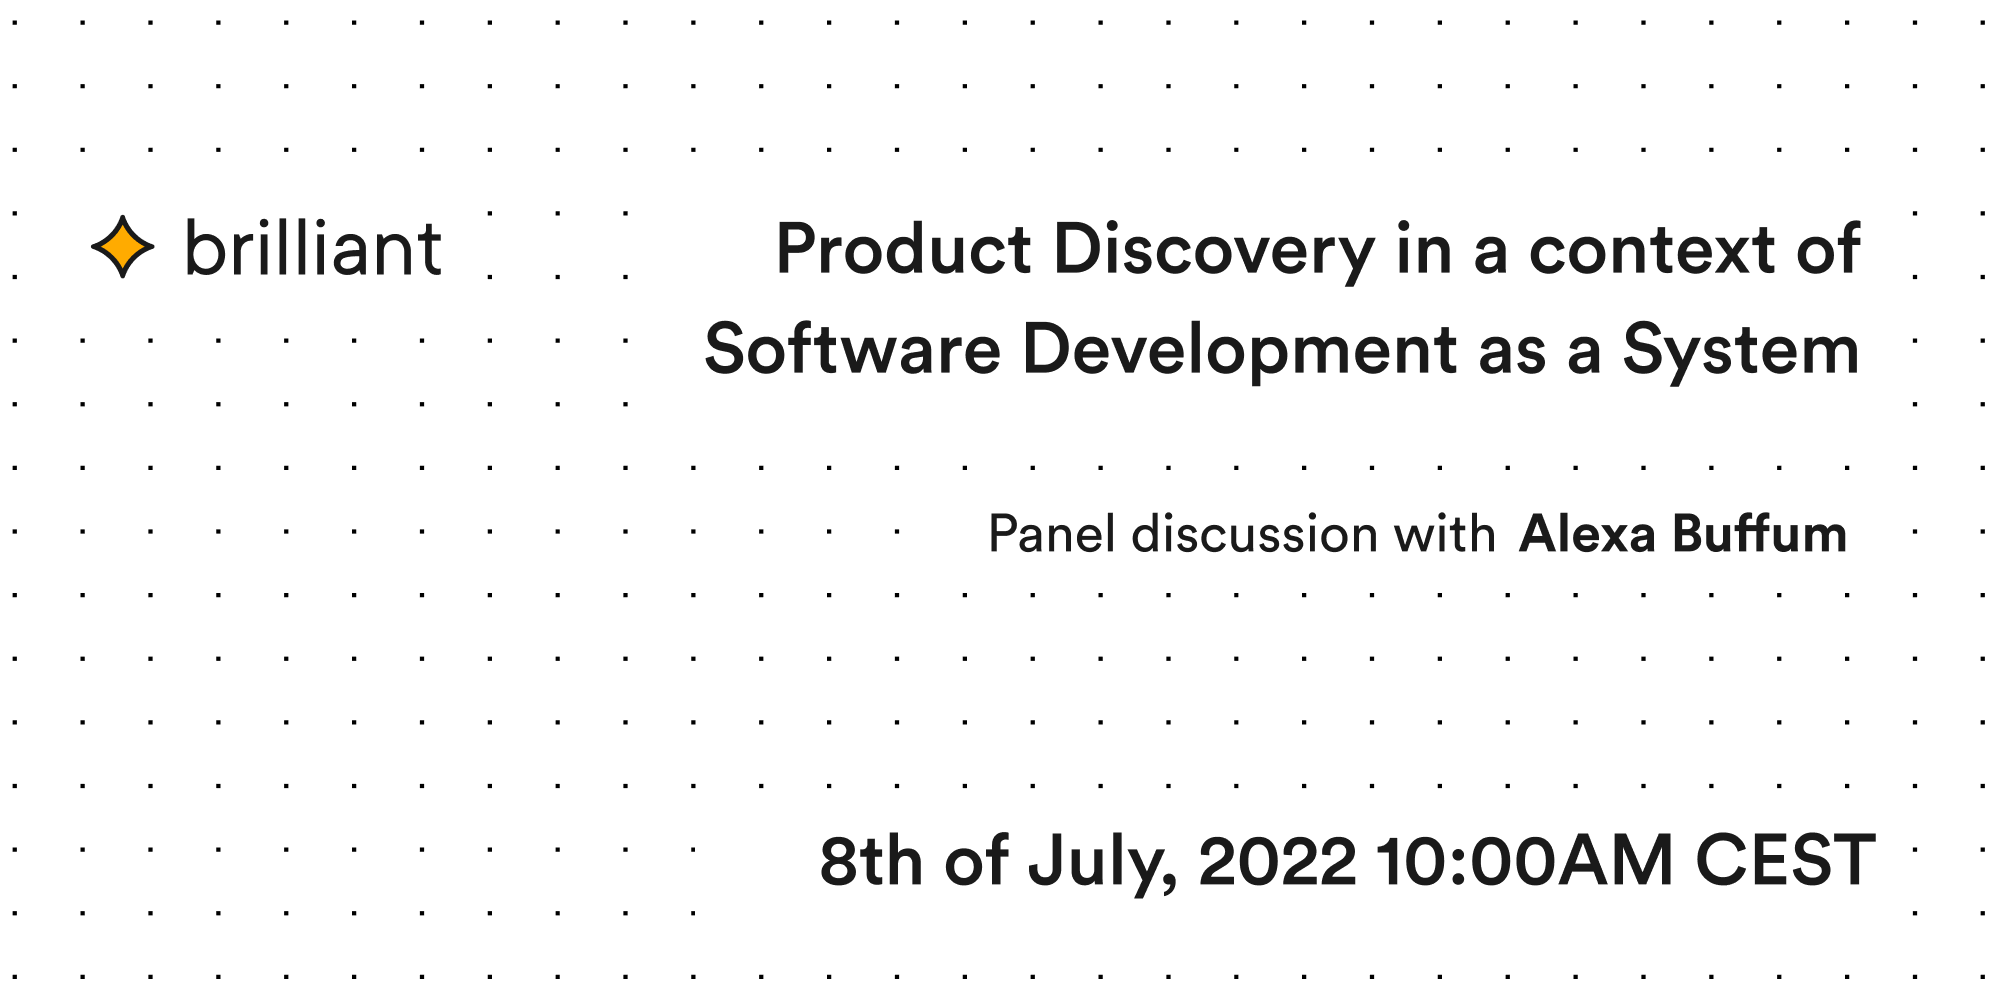 brilliant
Product Discovery in a context of
Software Development as a System
Panel discussion with Alexa Buffum
8th of July, 2022 10:00AM CEST